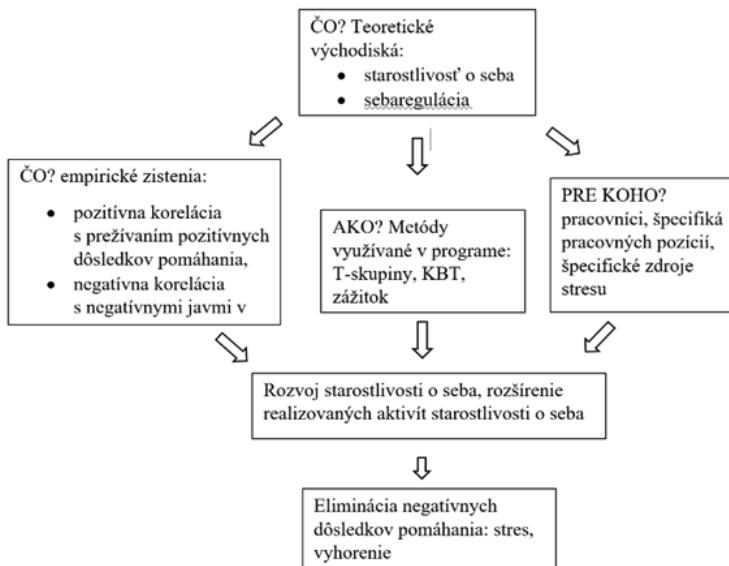 ČO? Teoretické
východiská:
• starostlivosť o seba
• sebaregulácia
ČO? empirické zistenia:
• pozitívna korelácia
s prežívaním pozitívnych
dôsledkov pomáhania,
• negatívna korelácia
s negatívnymi javmi v
AKO? Metódy
využívané v programe:
T-skupiny, KBT,
zážitok
PRE KOHO?
pracovníci, špecifiká
pracovných pozícií,
špecifické zdroje
stresu
Rozvoj starostlivosti o seba, rozšírenie
realizovaných aktivít starostlivosti o seba
Eliminácia negatívnych
dôsledkov pomáhania: stres,
vyhorenie